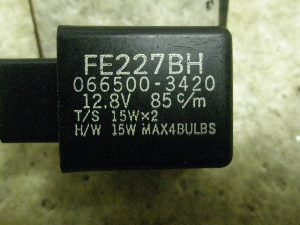 FE227BH
066500-3420
12.8V 85c/m
T/S 15W×2
H/W 15W MAX4BULBS